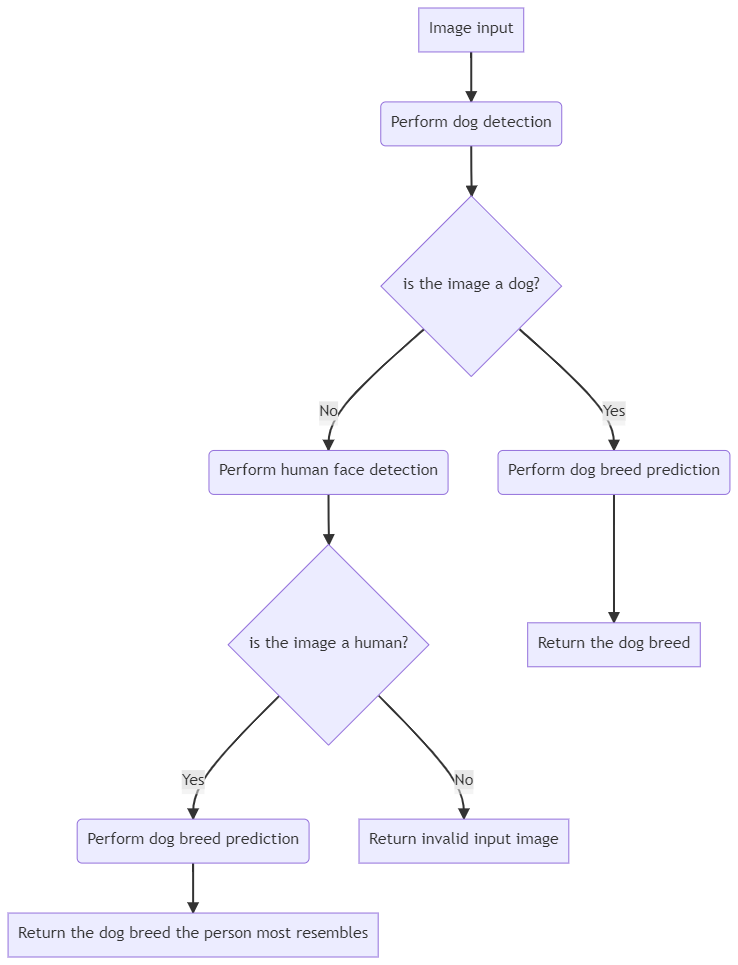 Image input
Perform dog detection
is the image a dog?
No
Yes
Perform human face detection
Perform dog breed prediction
is the image a human?
Return the dog breed
Yes
No
Perform dog breed prediction
Return invalid input image
Return the dog breed the person most resembles